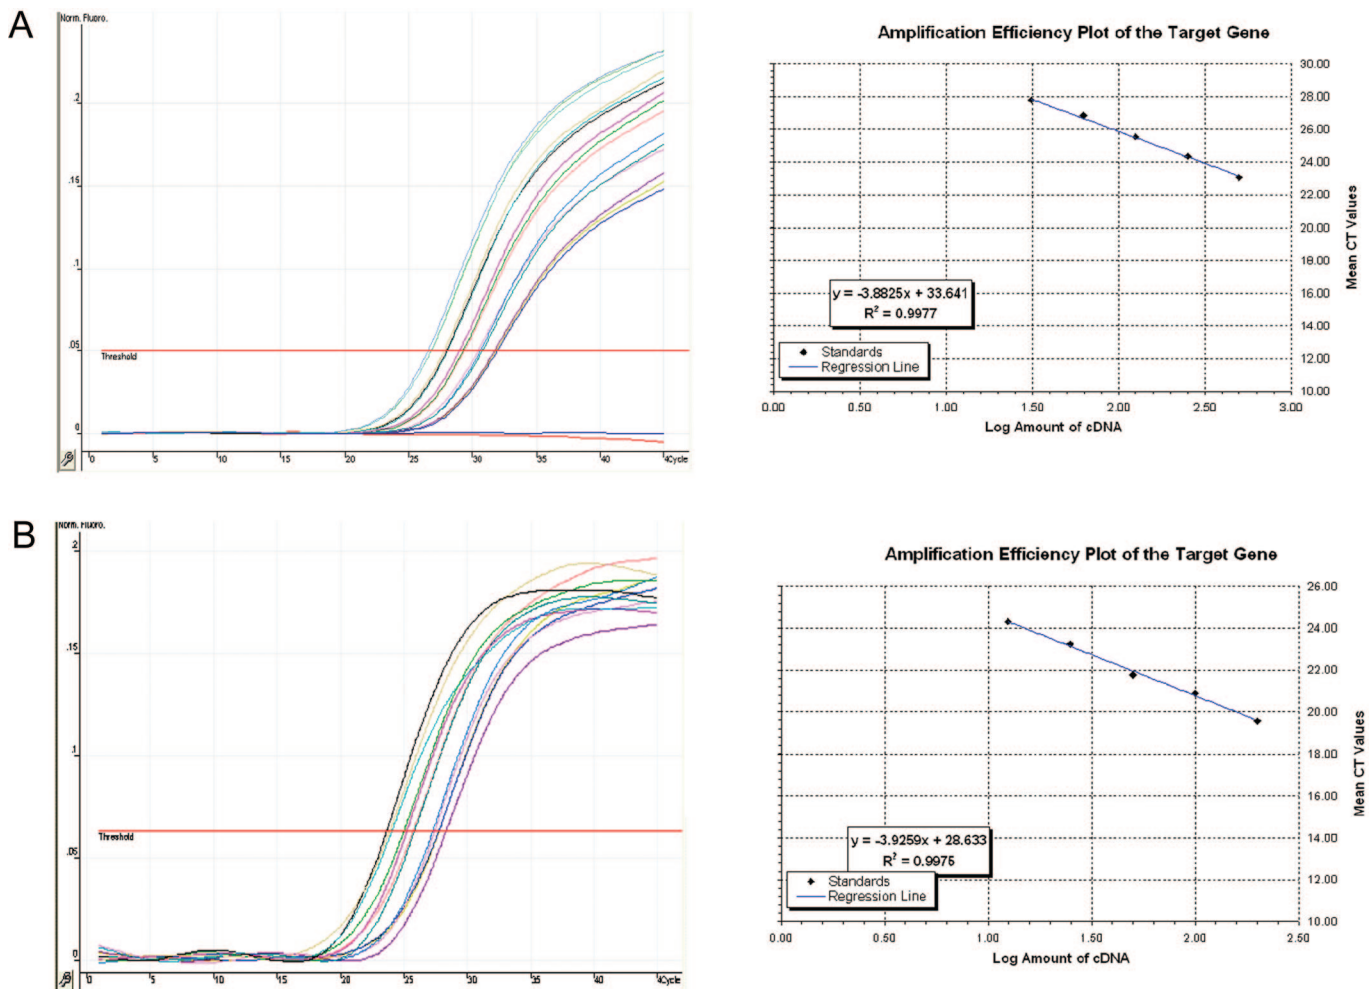 A
Norm. Fluoro.
.2
.15
.1
.05
0
Threshold
0 5 10 15 20 25 30 35 40 4Cycle
Amplification Efficiency Plot of the Target Gene
30.00
28.00
26.00
24.00
22.00
20.00
18.00
16.00
14.00
12.00
10.00
Mean CT Values
y = -3.8825x + 33.641
R² = 0.9977
Standards
Regression Line
0.00 0.50 1.00 1.50 2.00 2.50 3.00
Log Amount of cDNA
B
Norm. Fluoro.
.2
.15
.1
.05
0
Threshold
0 5 10 15 20 25 30 35 40 4Cycle
Amplification Efficiency Plot of the Target Gene
26.00
24.00
22.00
20.00
18.00
16.00
14.00
12.00
10.00
Mean CT Values
y = -3.9259x + 28.633
R² = 0.9975
Standards
Regression Line
0.00 0.50 1.00 1.50 2.00 2.50
Log Amount of cDNA